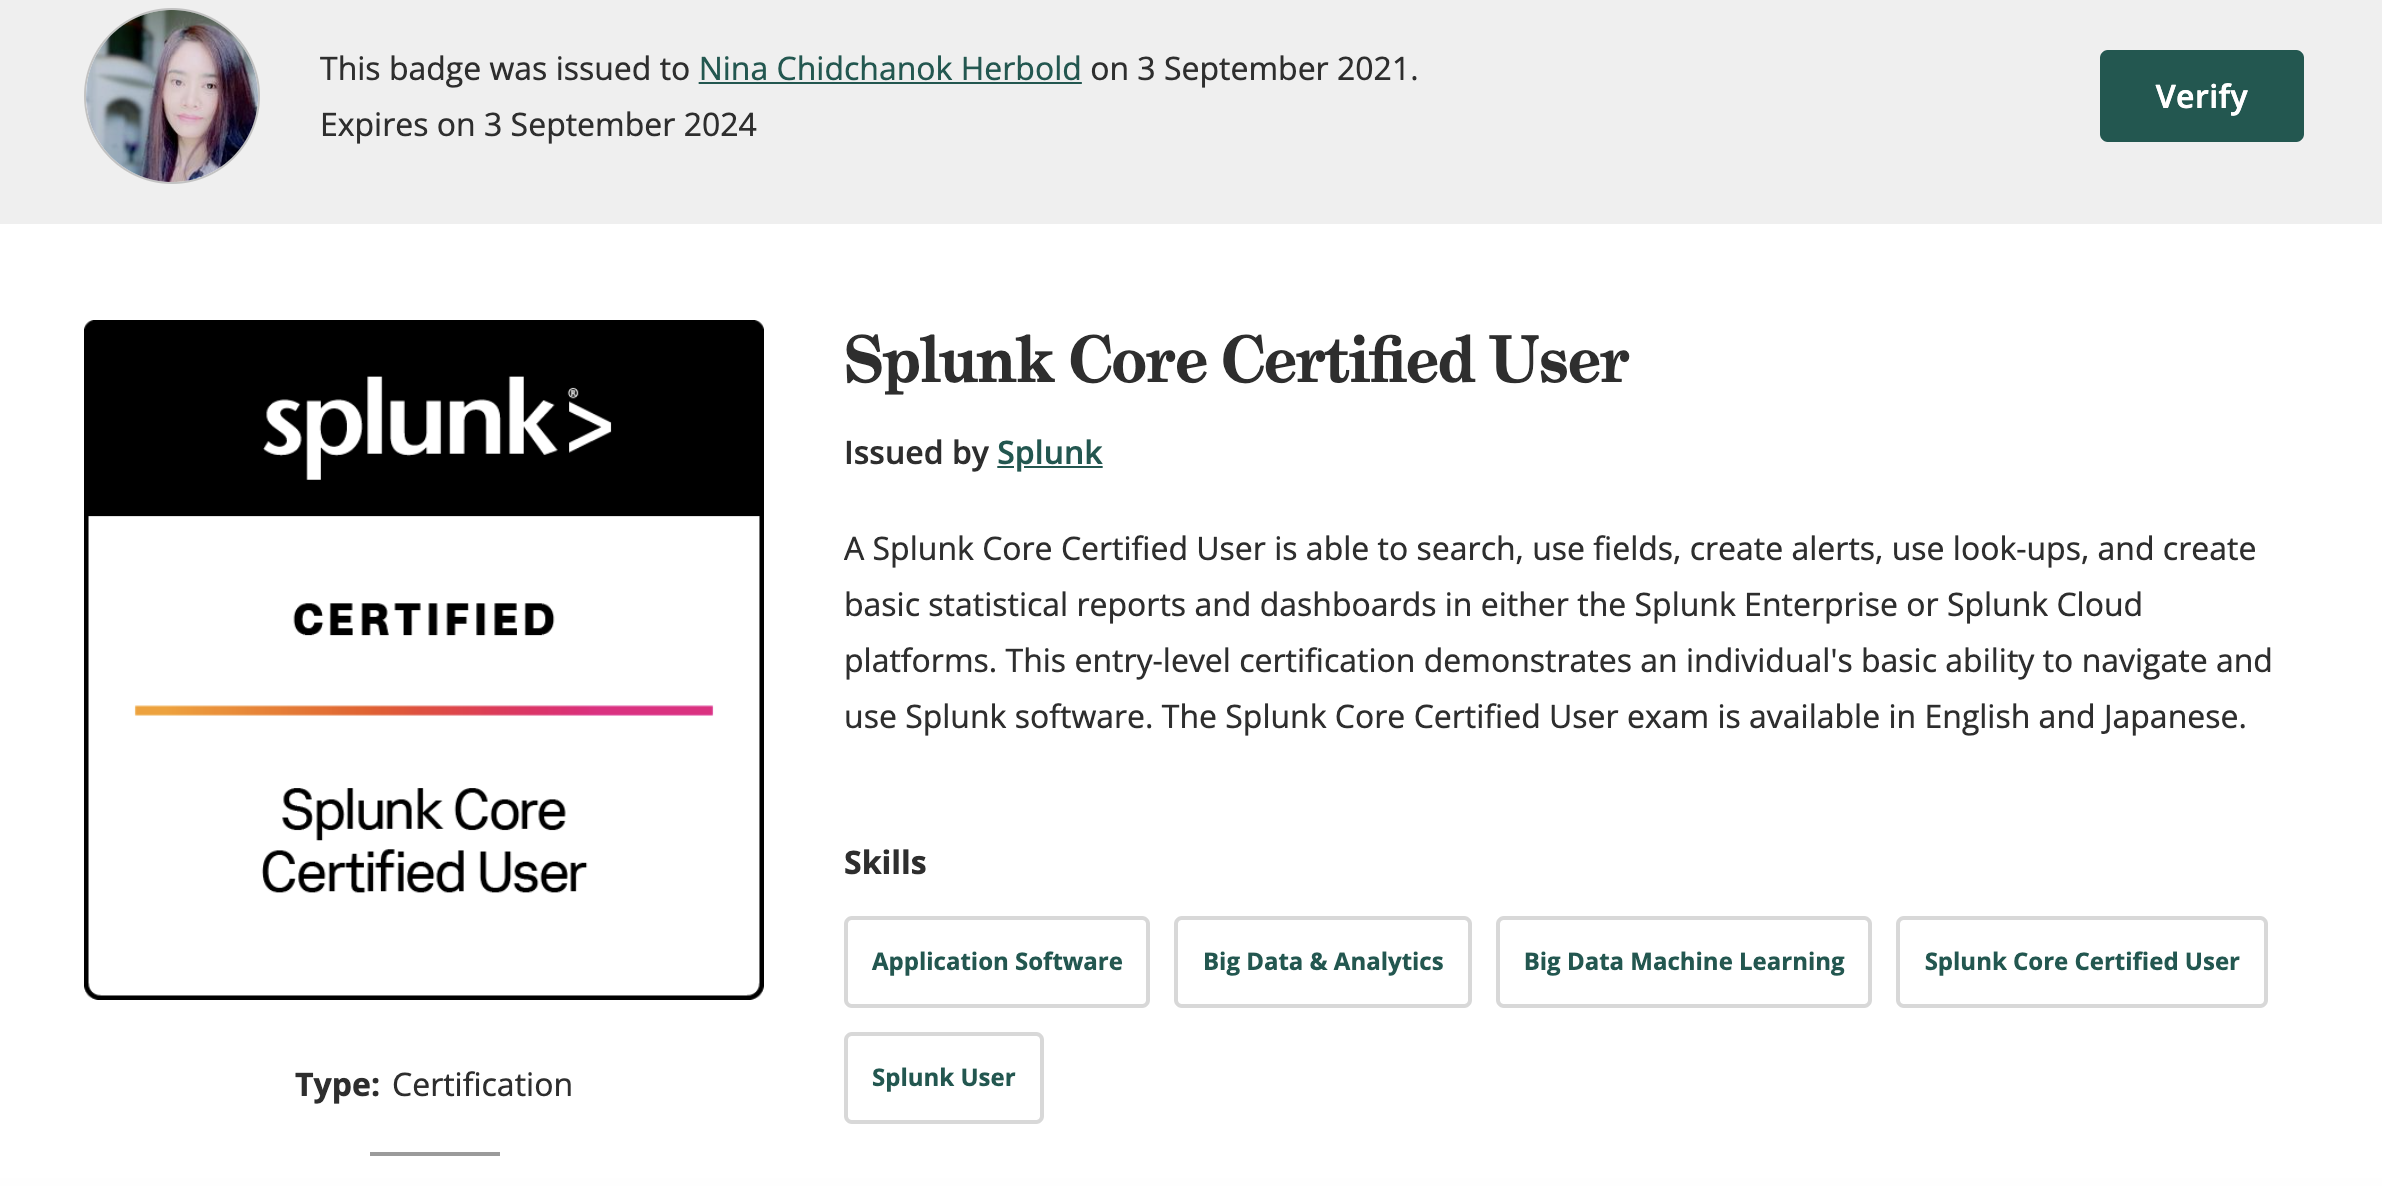 This badge was issued to Nina Chidchanok Herbold on 3 September 2021.
Expires on 3 September 2024
Verify
splunk>®
CERTIFIED
Splunk Core
Certified User
Type: Certification
Splunk Core Certified User
Issued by Splunk
A Splunk Core Certified User is able to search, use fields, create alerts, use look-ups, and create
basic statistical reports and dashboards in either the Splunk Enterprise or Splunk Cloud
platforms. This entry-level certification demonstrates an individual's basic ability to navigate and
use Splunk software. The Splunk Core Certified User exam is available in English and Japanese.
Skills
Application Software
Big Data & Analytics
Big Data Machine Learning
Splunk Core Certified User
Splunk User